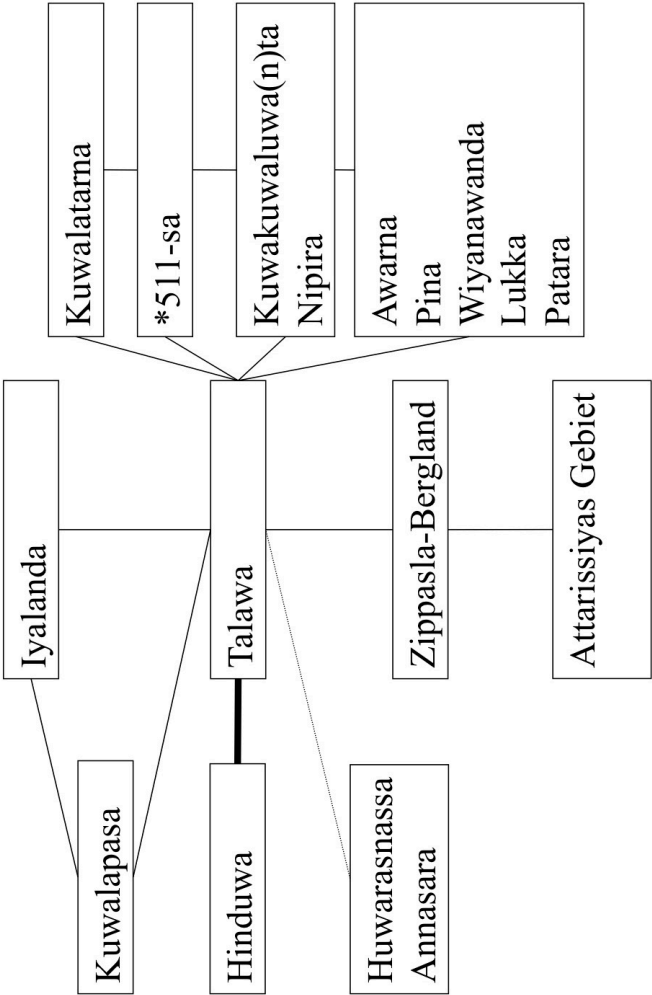 Kuwalapasa
Hinduwa
Huwarasnassa
Annasara
Iyalanda
Talawa
Zippasla-Bergland
Attarissiyas Gebiet
Kuwalatarna
*511-sa
Kuwakuwaluwa(n)ta
Nipira
Awarna
Pina
Wiyanawanda
Lukka
Patara